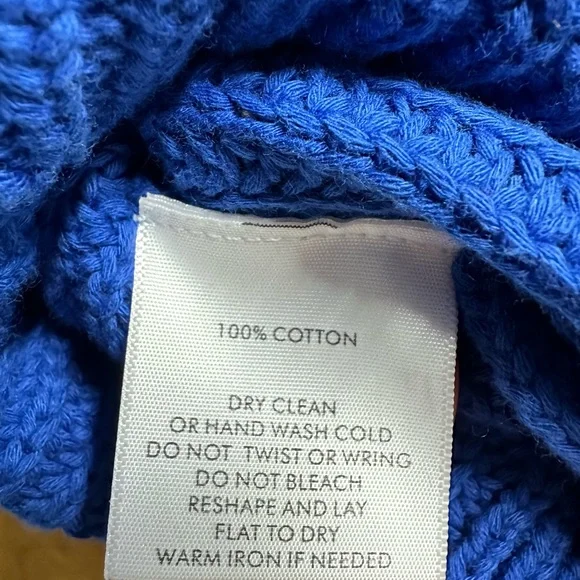 100% COTTON
DRY CLEAN
OR HAND WASH COLD
DO NOT TWIST OR WRING
DO NOT BLEACH
RESHAPE AND LAY
FLAT TO DRY
WARM IRON IF NEEDED